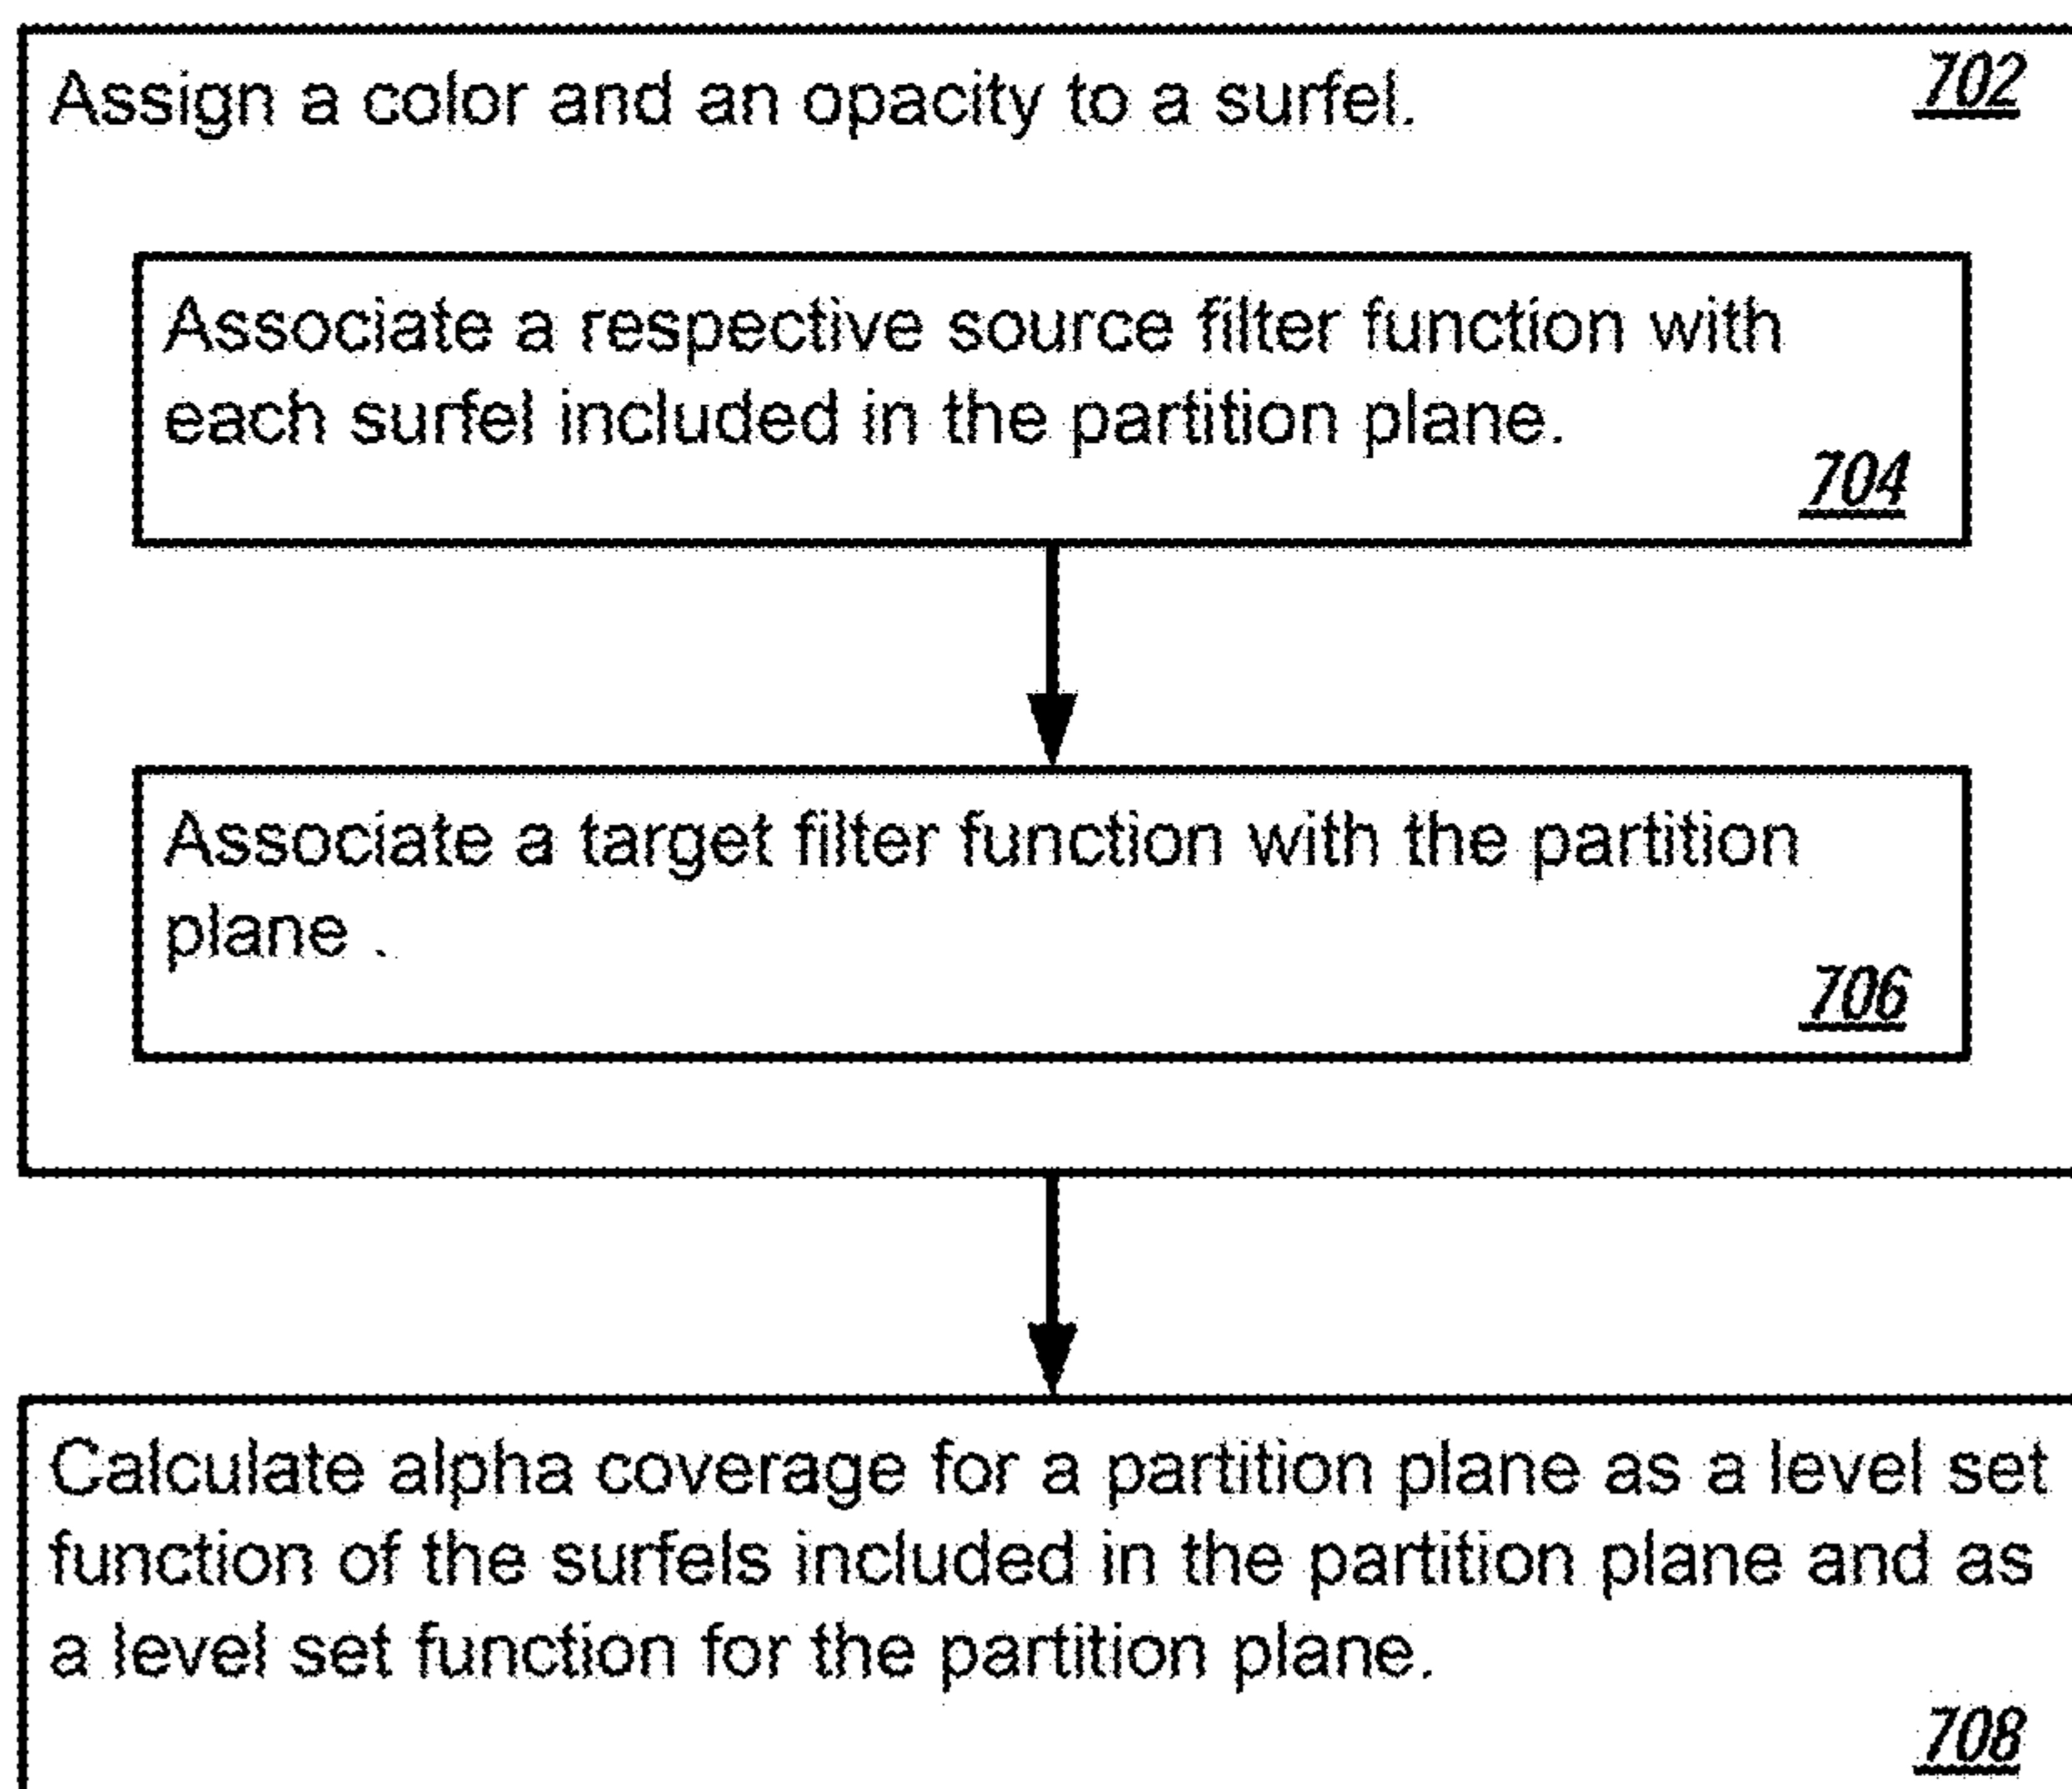 Assign a color and an opacity to a surfel. 702
Associate a respective source filter function with
each surfel included in the partition plane.
704
Associate a target filter function with the partition
plane .
706
Calculate alpha coverage for a partition plane as a level set
function of the surfels included in the partition plane and as
a level set function for the partition plane.
708